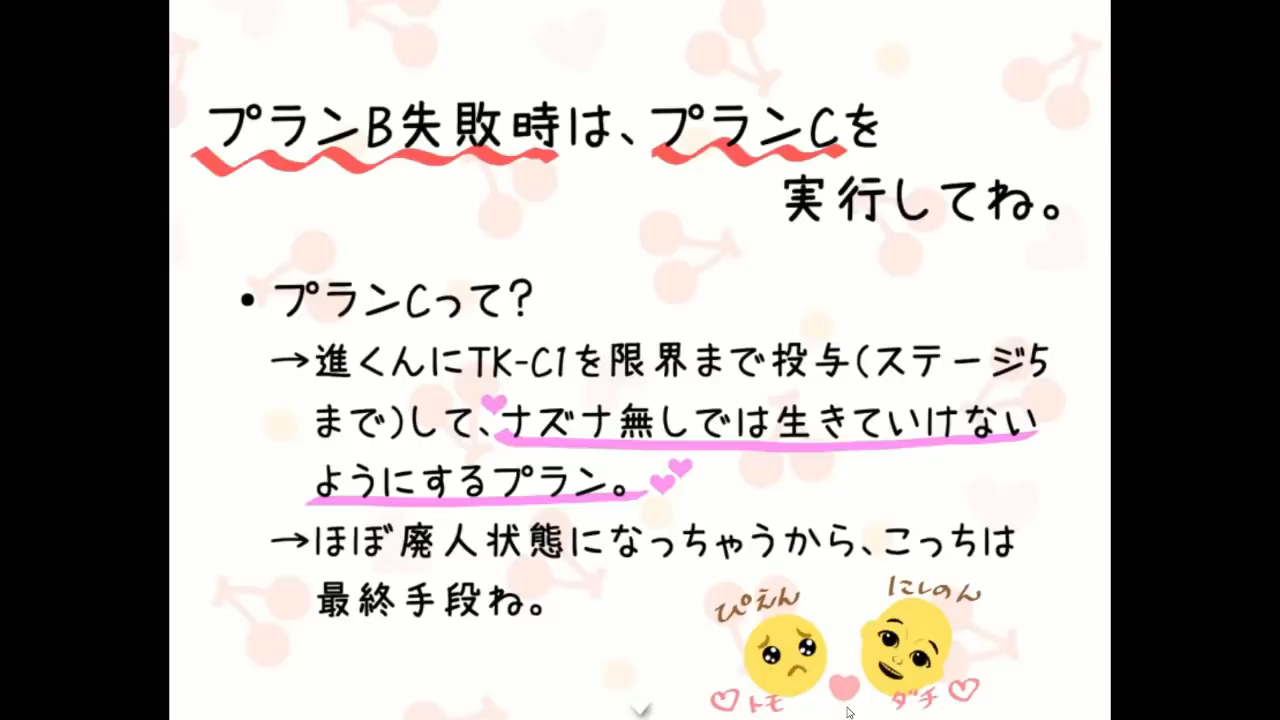 プランB失敗時は、プランCを
実行してね。
• プランCって?
→進くんにTK-C1を限界まで投与(ステージ5
まで)して、ナズナ無しでは生きていけない
ようにするプラン。
→ほぼ廃人状態になっちゃうから、こっちは
最終手段ね。
ぴえん
にしのん
トモ
ダチ